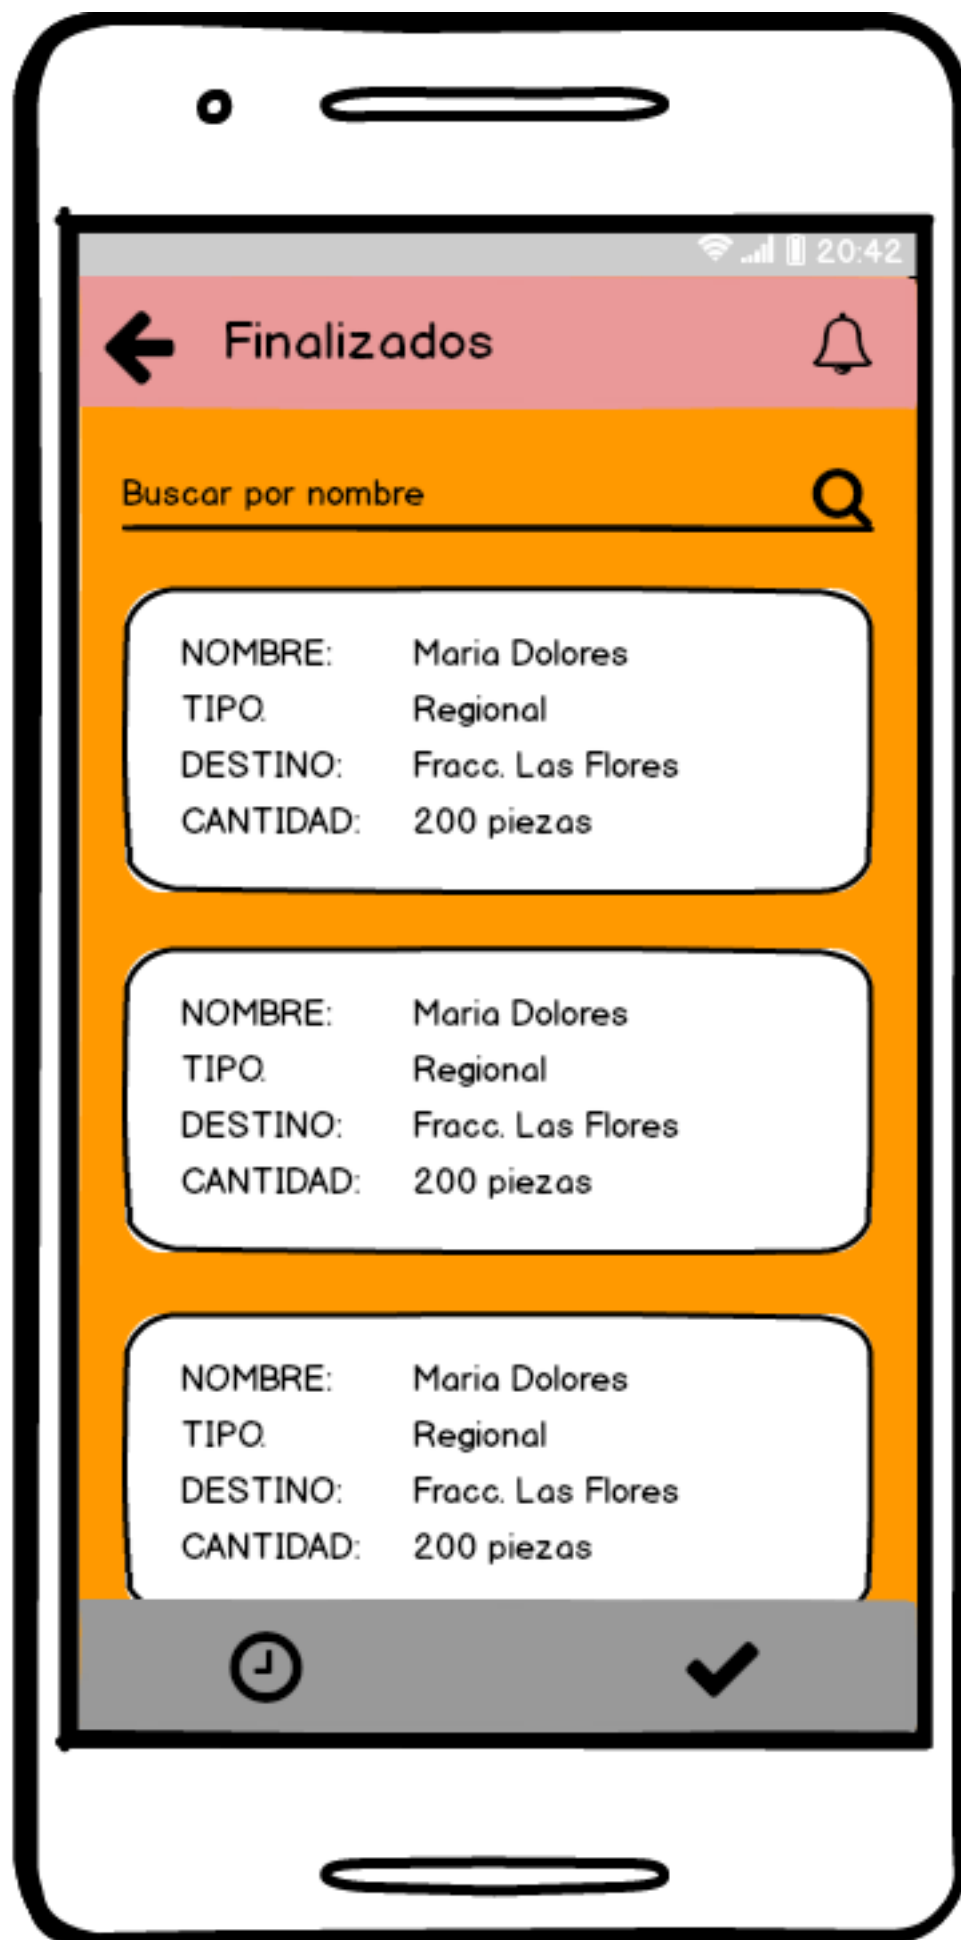 20:42
Finalizados
Buscar por nombre
NOMBRE: Maria Dolores
TIPO. Regional
DESTINO: Fracc. Las Flores
CANTIDAD: 200 piezas
NOMBRE: Maria Dolores
TIPO. Regional
DESTINO: Fracc. Las Flores
CANTIDAD: 200 piezas
NOMBRE: Maria Dolores
TIPO. Regional
DESTINO: Fracc. Las Flores
CANTIDAD: 200 piezas